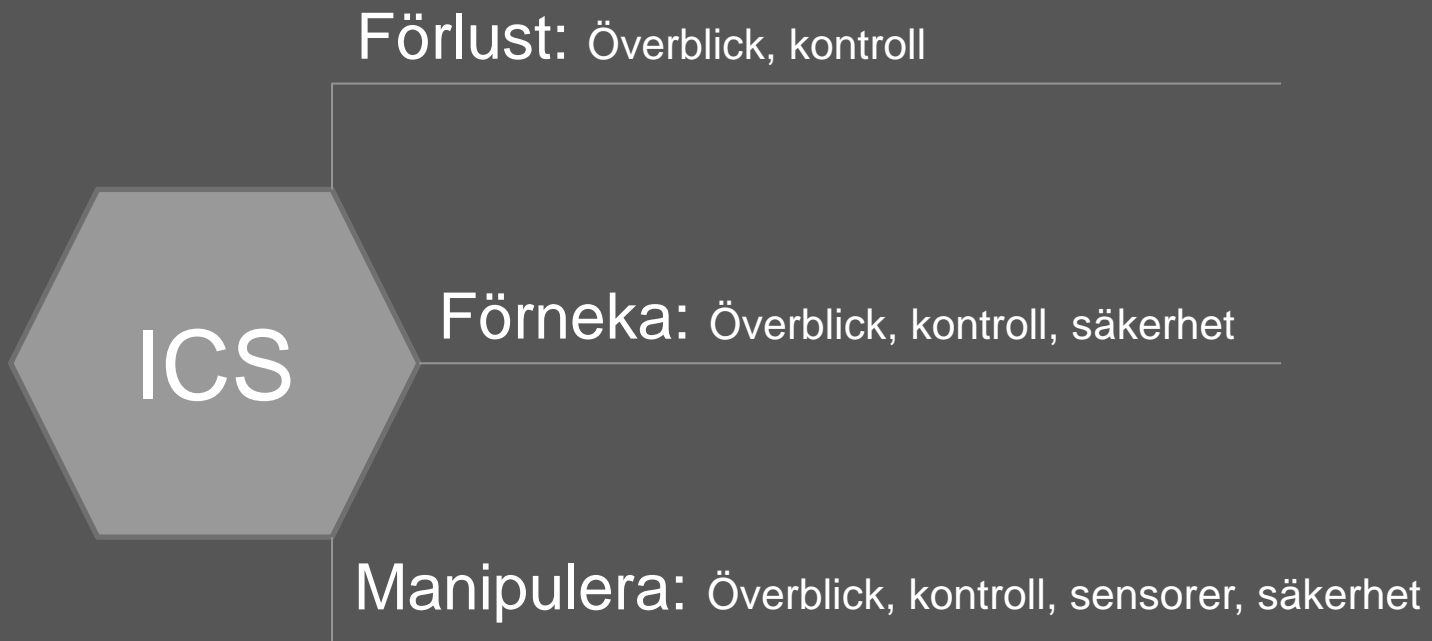 Förlust: Överblick, kontroll
Förneka: Överblick, kontroll, säkerhet
ICS
Manipulera: Överblick, kontroll, sensorer, säkerhet